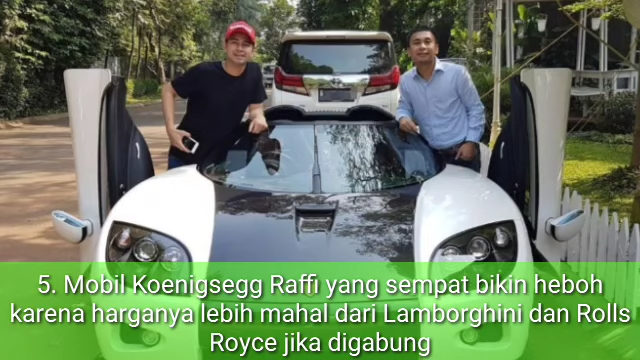 5. Mobil Koenigsegg Raffi yang sempat bikin heboh
karena harganya lebih mahal dari Lamborghini dan Rolls
Royce jika digabung